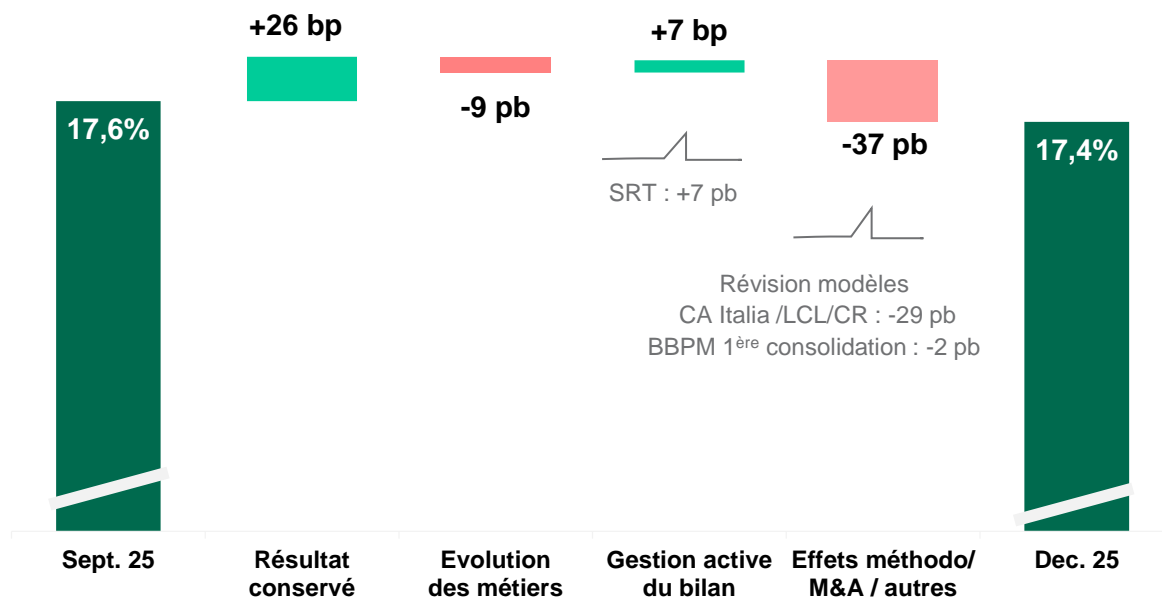 +26 bp
+7 bp
17,6%
-9 pb
-37 pb
17,4%
SRT : +7 pb
Révision modèles
CA Italia /LCL/CR : -29 pb
BBPM 1ère consolidation : -2 pb
Sept. 25
Résultat
conservé
Evolution
des métiers
Gestion active
du bilan
Effets méthodo/
M&A / autres
Dec. 25